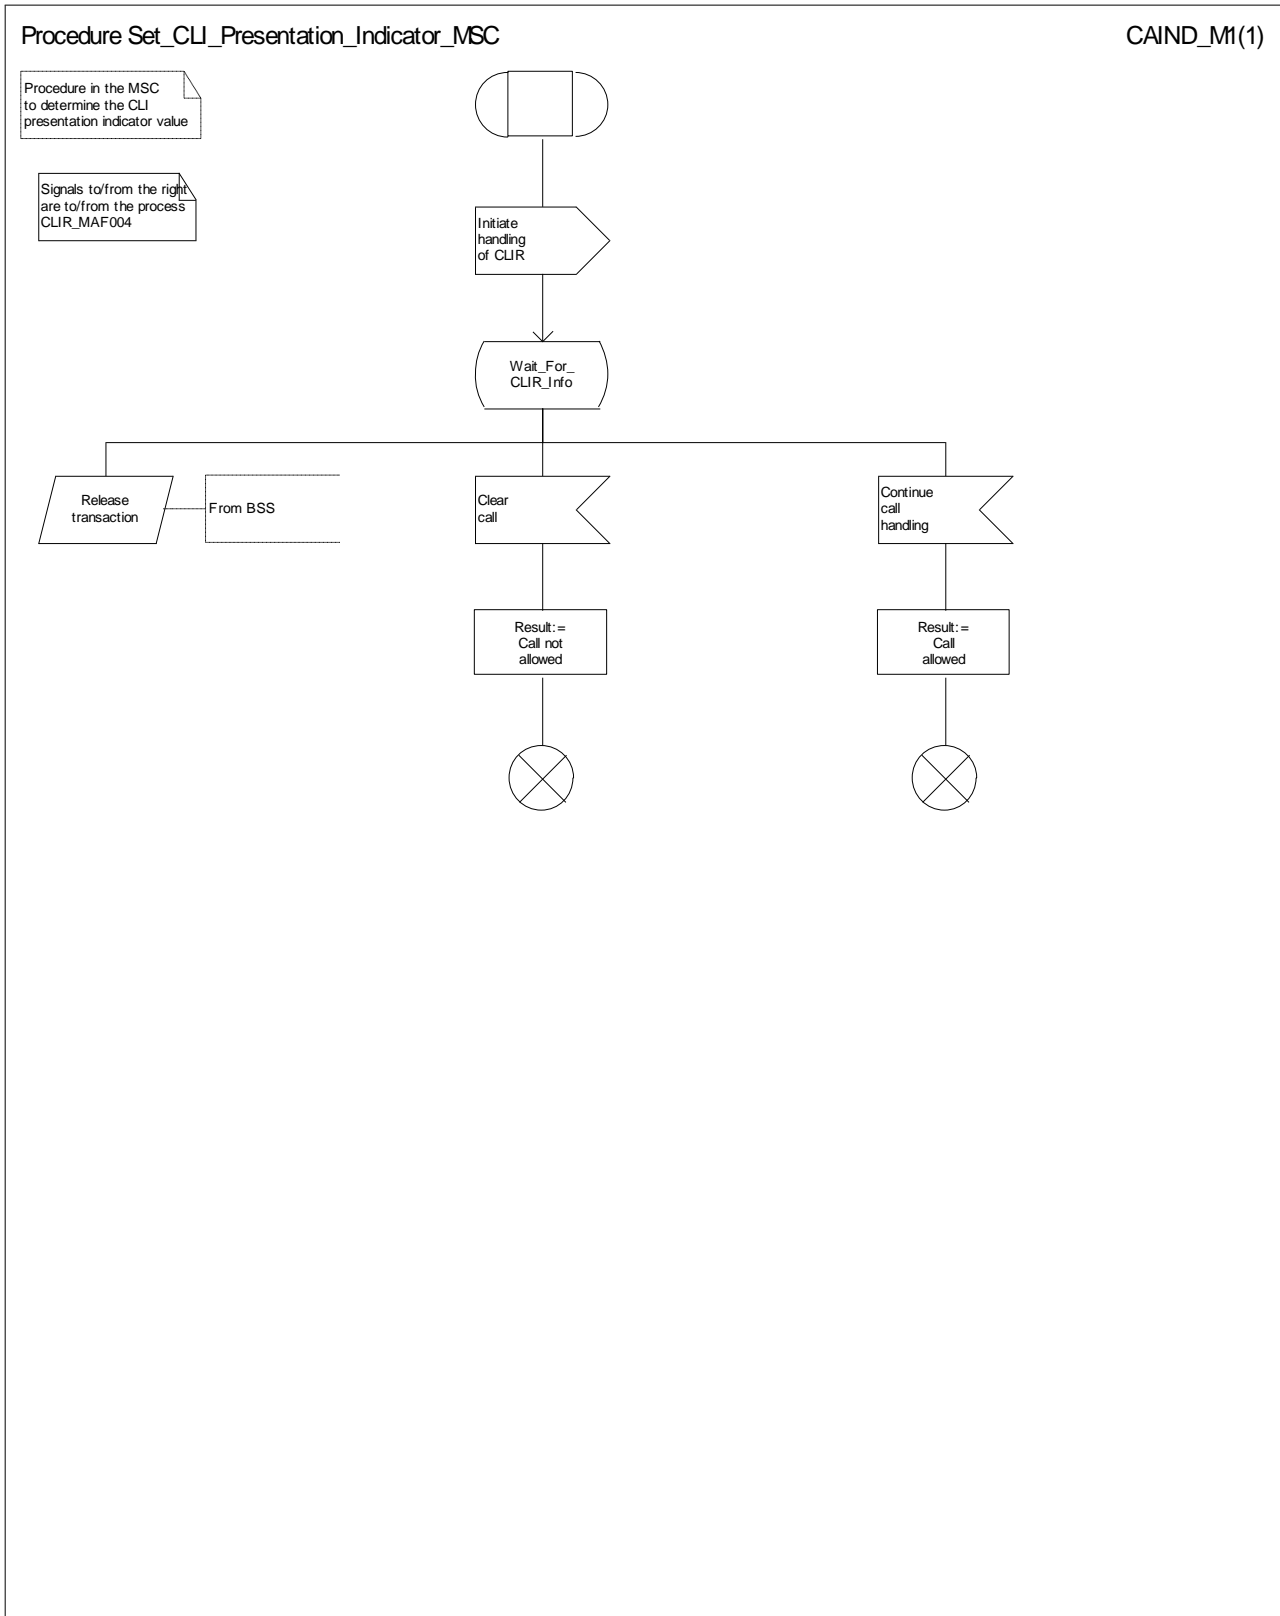 Procedure Set_CLI_Presentation_Indicator_MSC
CAIND_M1(1)
Procedure in the MSC
to determine the CLI
presentation indicator value
Signals to/from the right
are to/from the process
CLIR_MAF004
Initiate
handling
of CLIR
Wait_For_
CLIR_Info
Release
transaction
From BSS
Clear
call
Continue
call
handling
Result:=
Call not
allowed
Result:=
Call
allowed